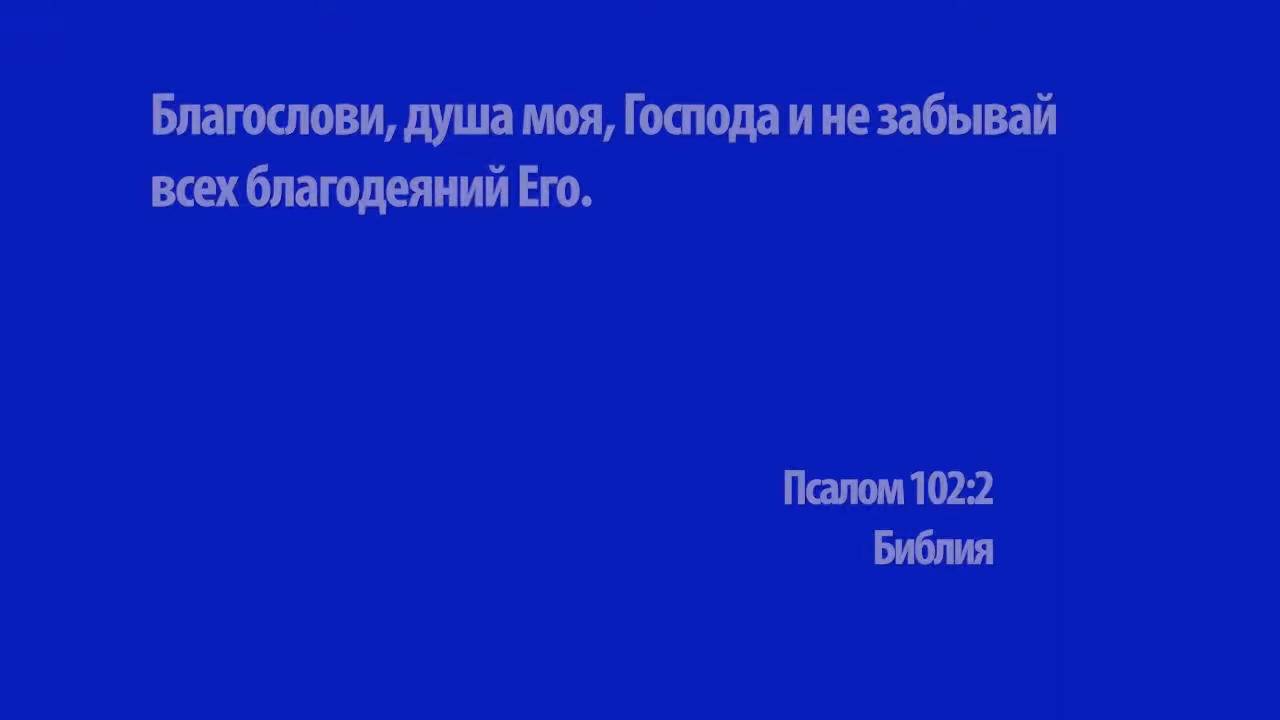 Благослови, душа моя, Господа и не забывай
всех благодеяний Его.
Псалом 102:2
Библия